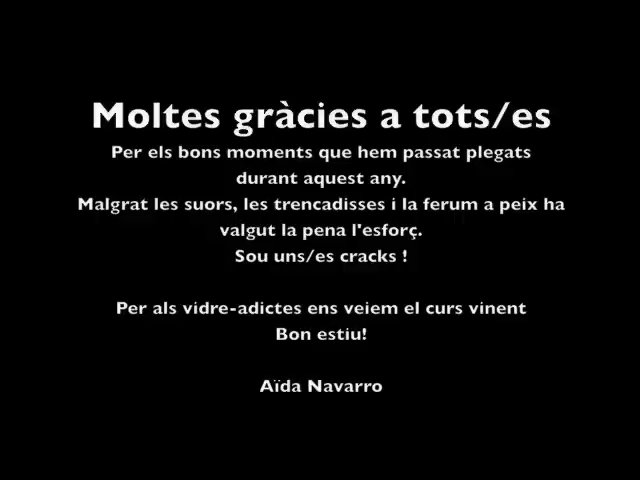 Moltes gràcies a tots/es
Per els bons moments que hem passat plegats
durant aquest any.
Malgrat les suors, les trencadisses i la ferum a peix ha
valgut la pena l'esforç.
Sou uns/es cracks !
Per als vidre-adictes ens veiem el curs vinent
Bon estiu!
Aïda Navarro